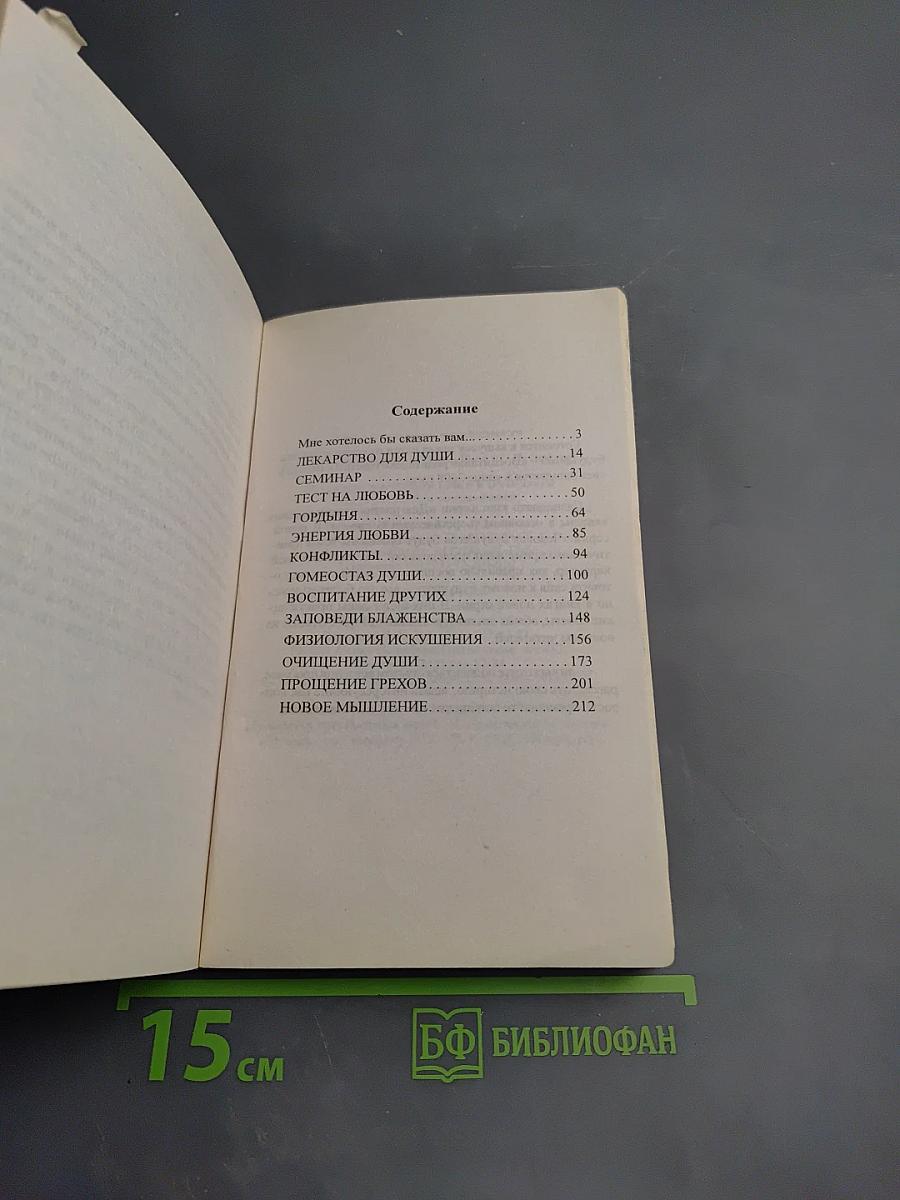 Содержание
Мне хотелось бы сказать вам... . . . . . . . . . . . . . . . 3
ЛЕКАРСТВО ДЛЯ ДУШИ . . . . . . . . . . . . . . . 14
СЕМИНАР . . . . . . . . . . . . . . . . . . . . . . . . . . . 31
ТЕСТ НА ЛЮБОВЬ . . . . . . . . . . . . . . . . . . . . . 50
ГОРДЫНЯ . . . . . . . . . . . . . . . . . . . . . . . . . . . . 64
ЭНЕРГИЯ ЛЮБВИ . . . . . . . . . . . . . . . . . . . . . . 85
КОНФЛИКТЫ. . . . . . . . . . . . . . . . . . . . . . . . . . 94
ГОМЕОСТАЗ ДУШИ. . . . . . . . . . . . . . . . . . . . 100
ВОСПИТАНИЕ ДРУГИХ . . . . . . . . . . . . . . . . 124
ЗАПОВЕДИ БЛАЖЕНСТВА . . . . . . . . . . . . . 148
ФИЗИОЛОГИЯ ИСКУШЕНИЯ . . . . . . . . . . . 156
ОЧИЩЕНИЕ ДУШИ . . . . . . . . . . . . . . . . . . . . 173
ПРОЩЕНИЕ ГРЕХОВ. . . . . . . . . . . . . . . . . . . 201
НОВОЕ МЫШЛЕНИЕ. . . . . . . . . . . . . . . . . . . 212
15 см
БФ БИБЛИОФАН